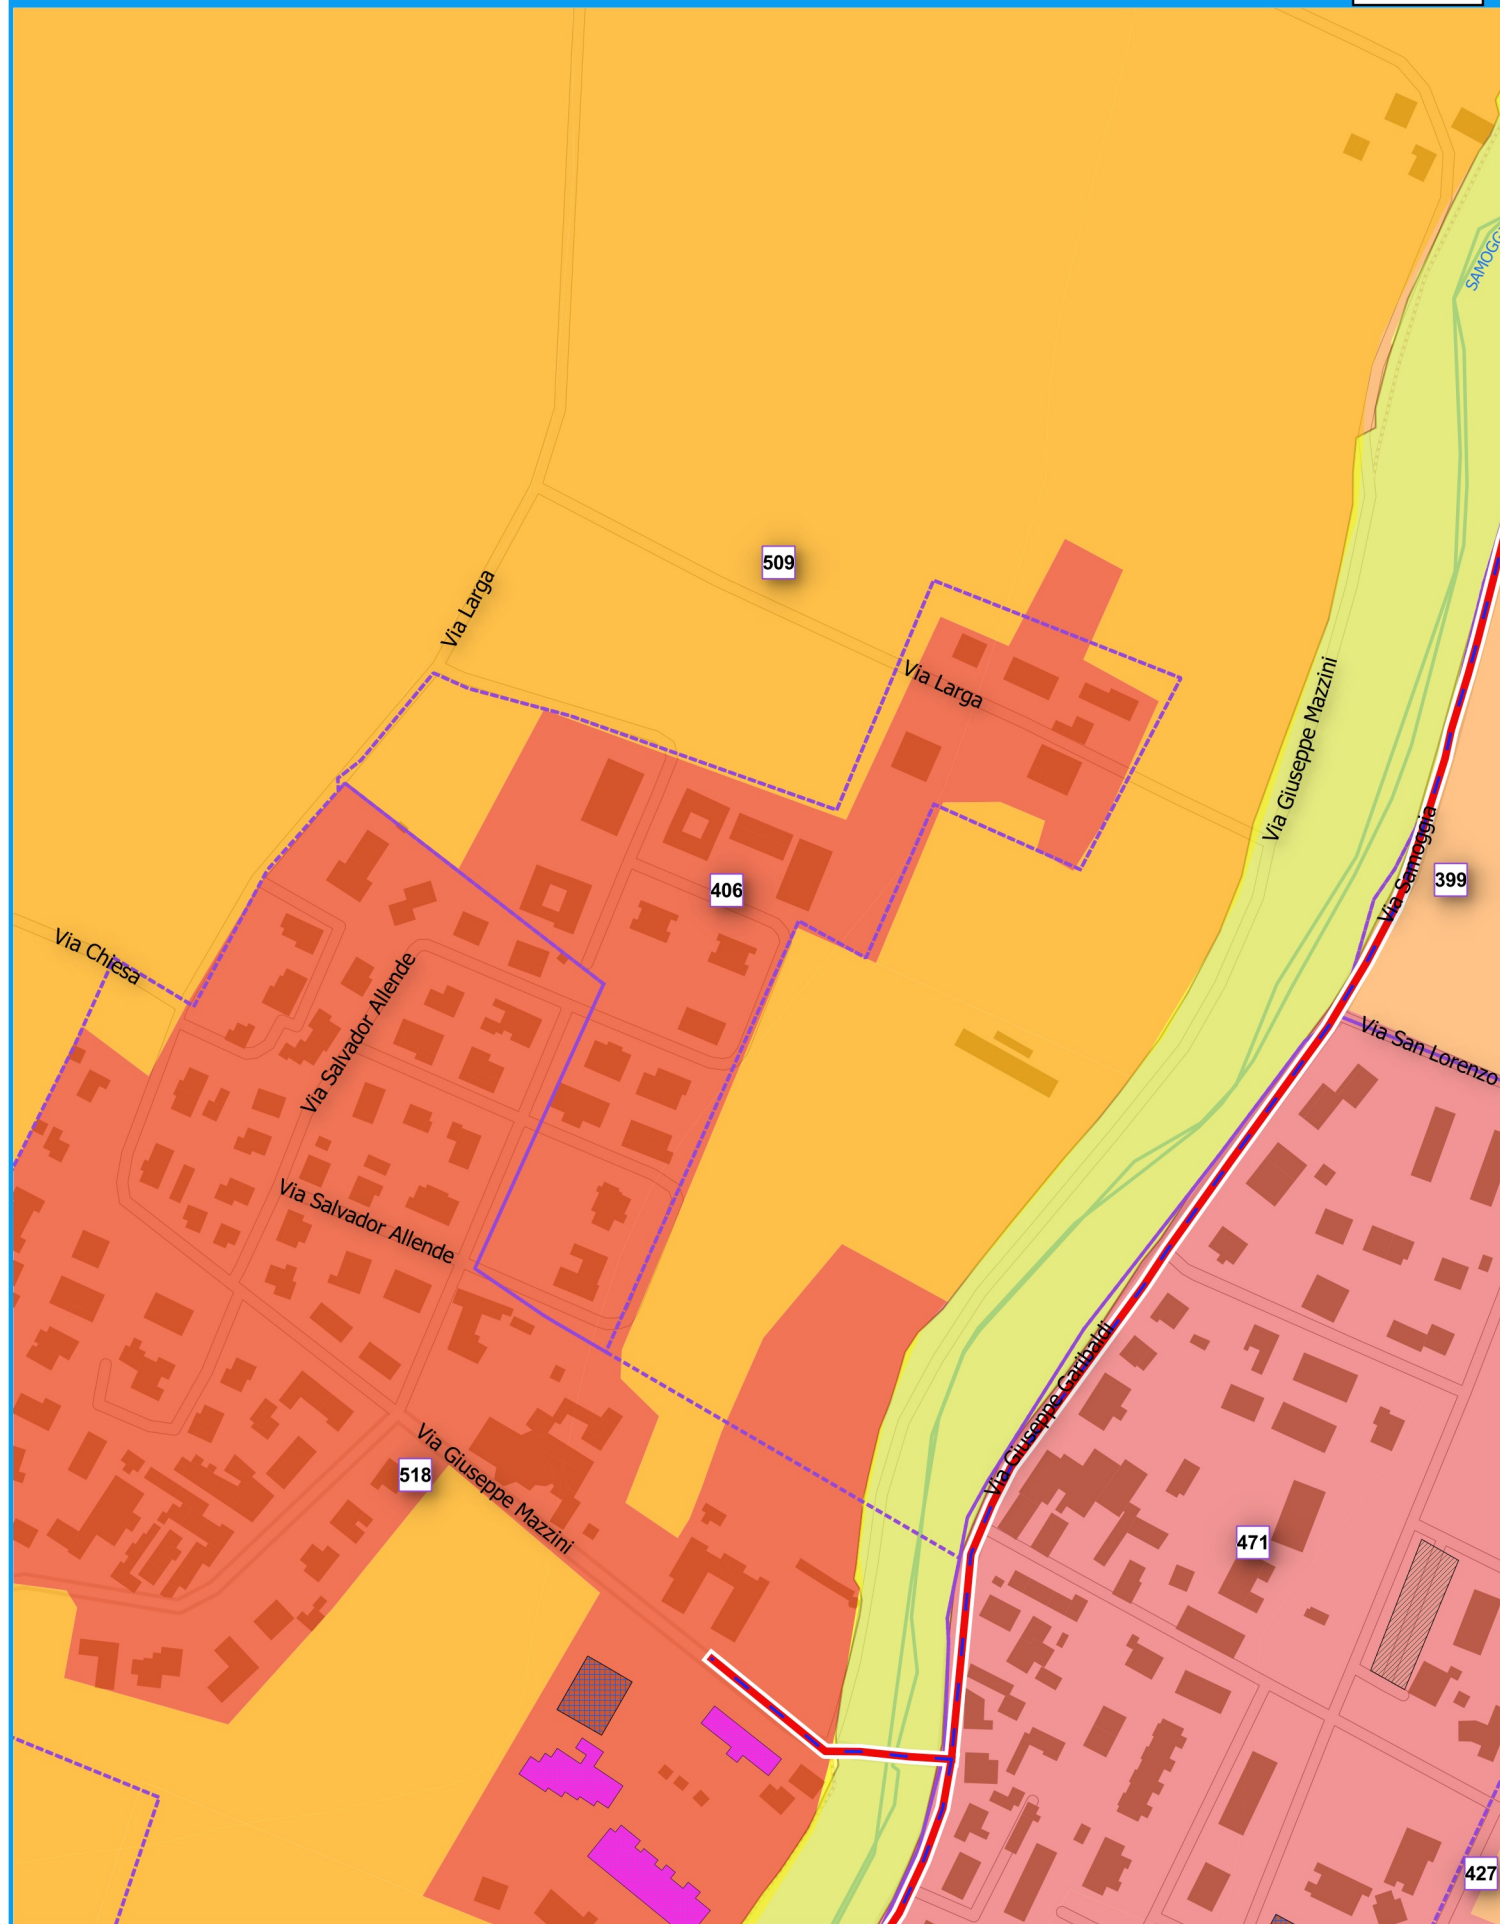 509
Via Larga
Via Larga
Via Giuseppe Mazzini
Via Samoggia
399
406
Via Chiesa
Via Salvador Allende
Via San Lorenzo
Via Salvador Allende
Via Giuseppe Garibaldi
518
Via Giuseppe Mazzini
471
427